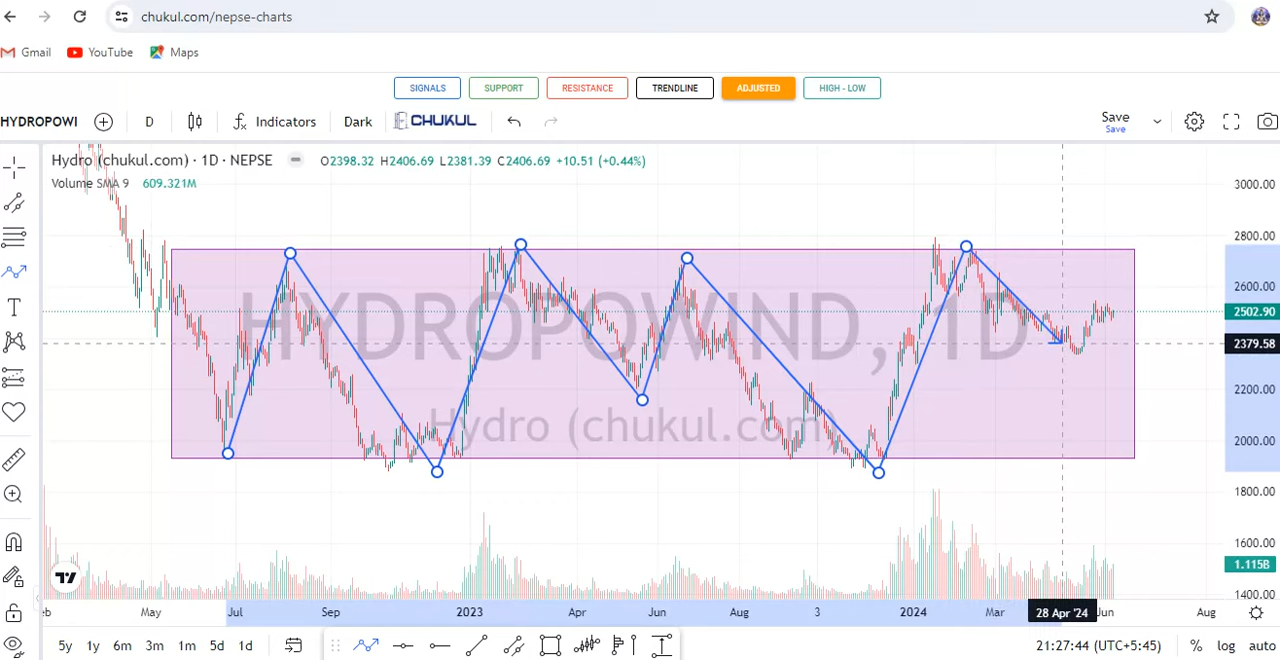 chukul.com/nepse-charts
Gmail YouTube Maps
SIGNALS SUPPORT RESISTANCE TRENDLINE ADJUSTED HIGH - LOW
HYDROPOWI D Indicators Dark CHUKUL Save
Save
Hydro (chukul.com) · 1D · NEPSE O2398.32 H2406.69 L2381.39 C2406.69 +10.51 (+0.44%)
Volume SMA 9 609.321M
HYDROPOWIND, 1D
Hydro (chukul.com)
3000.00
2800.00
2600.00
2502.90
2379.58
2200.00
2000.00
1800.00
1600.00
1.115B
1400.00
eb May Jul Sep 2023 Apr Jun Aug 3 2024 Mar 28 Apr '24 Jun Aug
5y 1y 6m 3m 1m 5d 1d 21:27:44 (UTC+5:45) % log auto